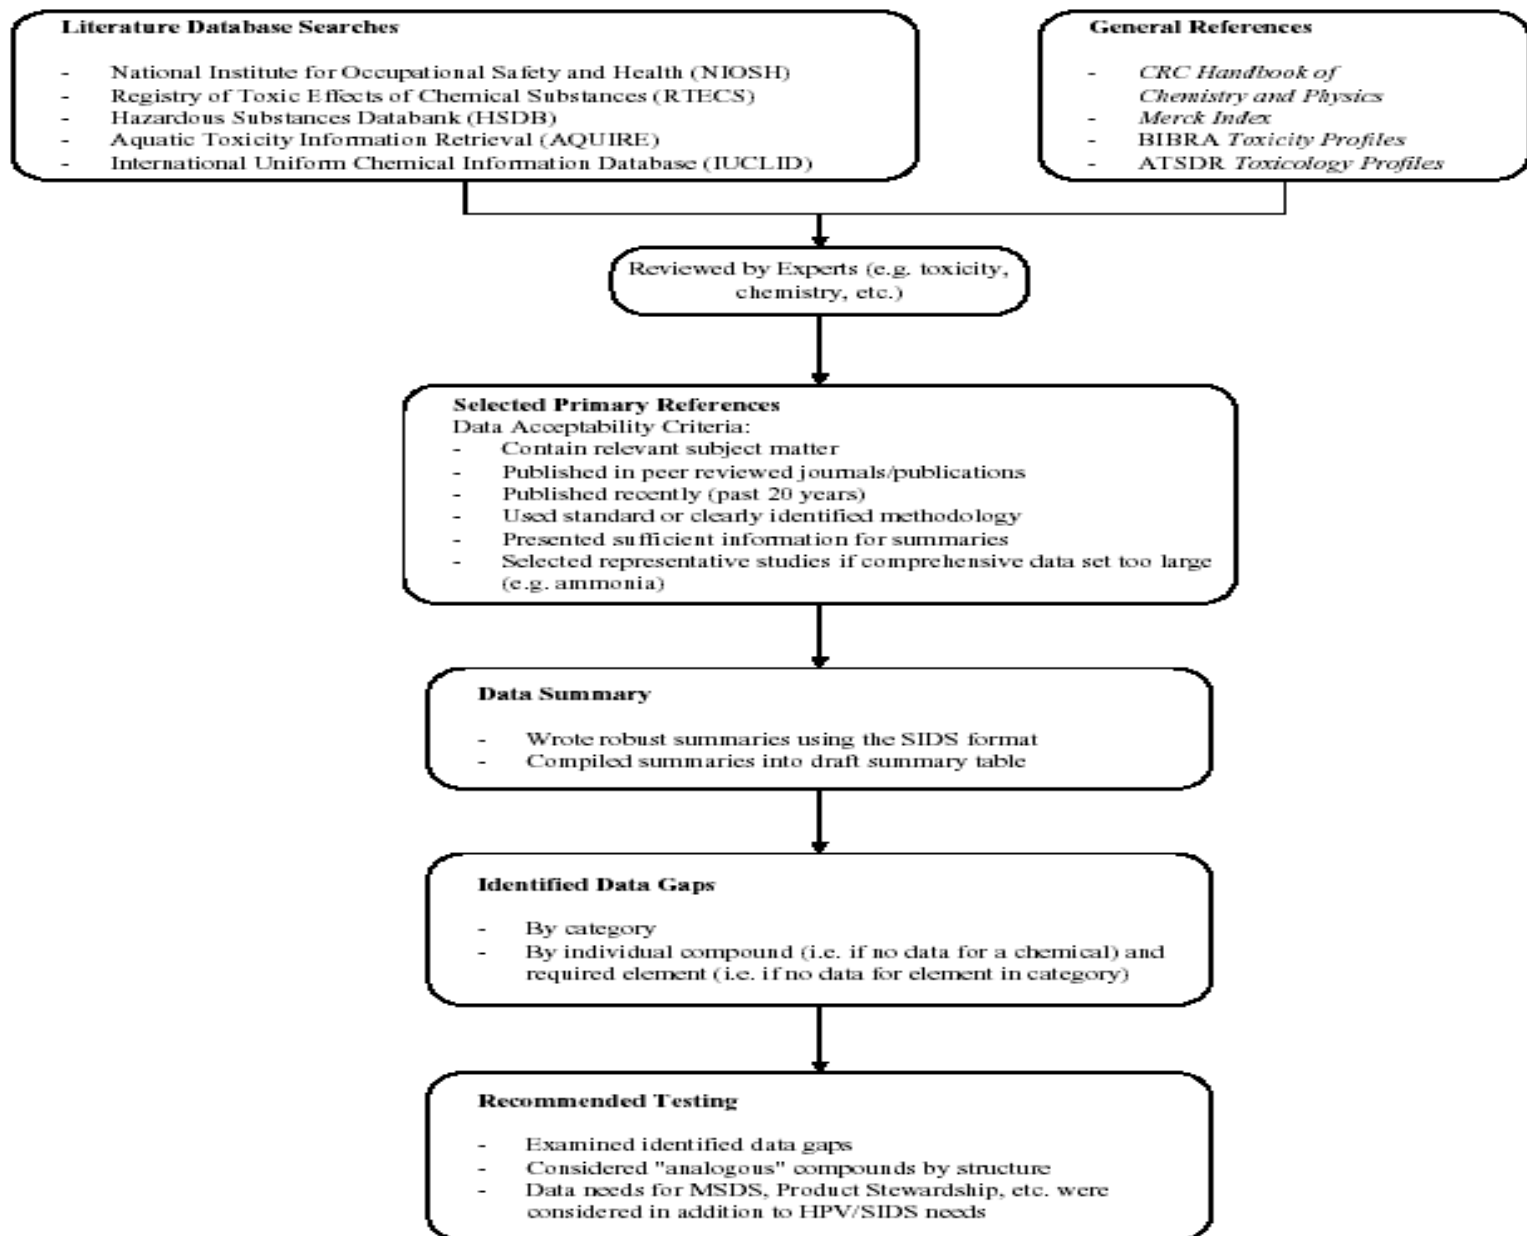 Literature Database Searches
- National Institute for Occupational Safety and Health (NIOSH)
- Registry of Toxic Effects of Chemical Substances (RTECS)
- Hazardous Substances Databank (HSDB)
- Aquatic Toxicity Information Retrieval (AQUIRE)
- International Uniform Chemical Information Database (IUCLID)
General References
- CRC Handbook of
Chemistry and Physics
- Merck Index
- BIBRA Toxicity Profiles
- ATSDR Toxicology Profiles
Reviewed by Experts (e.g. toxicity,
chemistry, etc.)
Selected Primary References
Data Acceptability Criteria:
- Contain relevant subject matter
- Published in peer reviewed journals/publications
- Published recently (past 20 years)
- Used standard or clearly identified methodology
- Presented sufficient information for summaries
- Selected representative studies if comprehensive data set too large
(e.g. ammonia)
Data Summary
- Wrote robust summaries using the SIDS format
- Compiled summaries into draft summary table
Identified Data Gaps
- By category
- By individual compound (i.e. if no data for a chemical) and
required element (i.e. if no data for element in category)
Recommended Testing
- Examined identified data gaps
- Considered "analogous" compounds by structure
- Data needs for MSDS, Product Stewardship, etc. were
considered in addition to HPV/SIDS needs